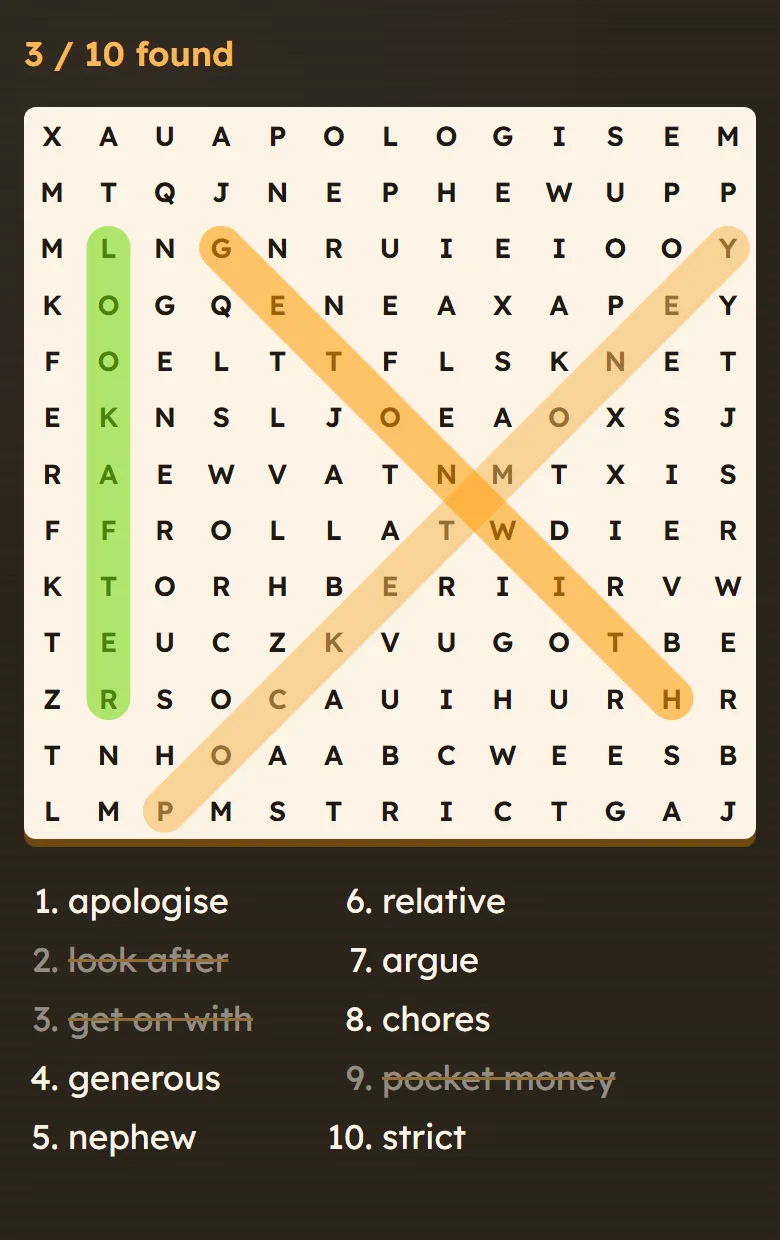 3 / 10 found
X A U A P O L O G I S E M
M T Q J N E P H E W U P P
M L N G N R U I E I O O Y
K O G Q E N E A X A P E Y
F O E L T T F L S K N E T
E K N S L J O E A O X S J
R A E W V A T N M T X I S
F F R O L L A T W D I E R
K T O R H B E R I I R V W
T E U C Z K V U G O T B E
Z R S O C A U I H U R H R
T N H O A A B C W E E S B
L M P M S T R I C T G A J
1. apologise 6. relative
2. look after 7. argue
3. get on with 8. chores
4. generous 9. pocket money
5. nephew 10. strict